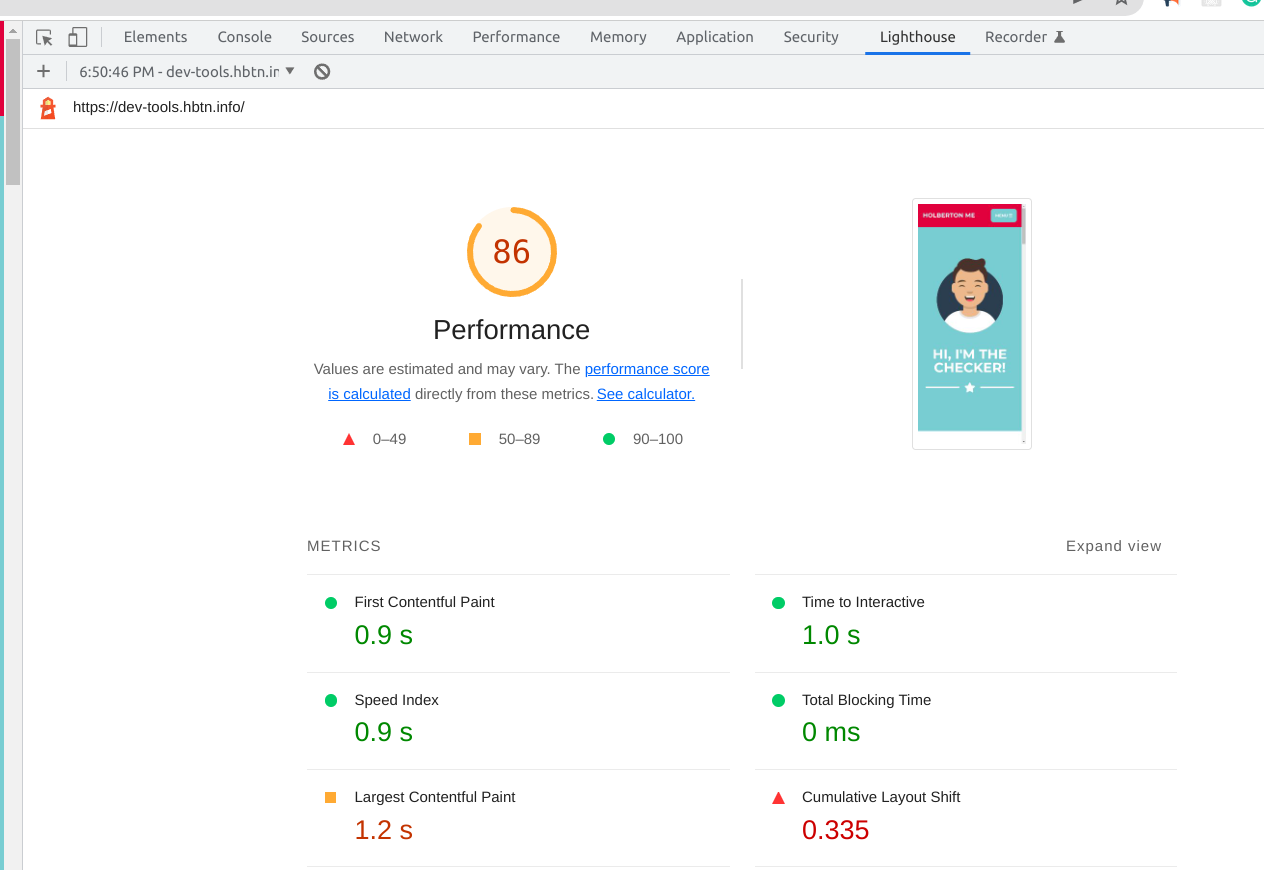 Elements Console Sources Network Performance Memory Application Security Lighthouse Recorder
6:50:46 PM - dev-tools.hbtn.in
https://dev-tools.hbtn.info/
86
Performance
Values are estimated and may vary. The performance score
is calculated directly from these metrics. See calculator.
0–49 50–89 90–100
HOLBERTON ME
HI, I'M THE
CHECKER!
METRICS Expand view
First Contentful Paint
0.9 s
Time to Interactive
1.0 s
Speed Index
0.9 s
Total Blocking Time
0 ms
Largest Contentful Paint
1.2 s
Cumulative Layout Shift
0.335